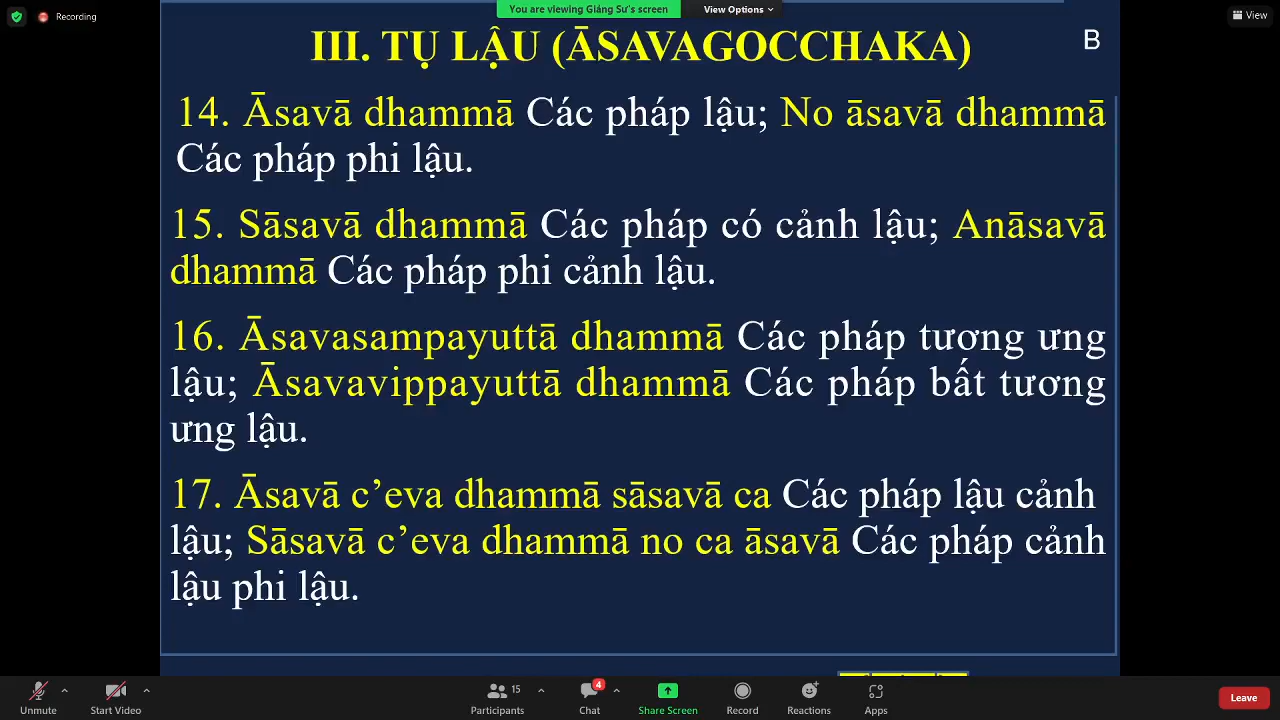 Recording
You are viewing Giảng Sư's screen
View Options
View
III. TỤ LẬU (ĀSAVAGOCCHAKA)
B
14. Āsavā dhammā Các pháp lậu; No āsavā dhammā
Các pháp phi lậu.
15. Sāsavā dhammā Các pháp có cảnh lậu; Anāsavā
dhammā Các pháp phi cảnh lậu.
16. Āsavasampayuttā dhammā Các pháp tương ưng
lậu; Āsavavippayuttā dhammā Các pháp bất tương
ưng lậu.
17. Āsavā c’eva dhammā sāsavā ca Các pháp lậu cảnh
lậu; Sāsavā c’eva dhammā no ca āsavā Các pháp cảnh
lậu phi lậu.
Unmute
Start Video
15
Participants
4
Chat
Share Screen
Record
Reactions
Apps
Leave